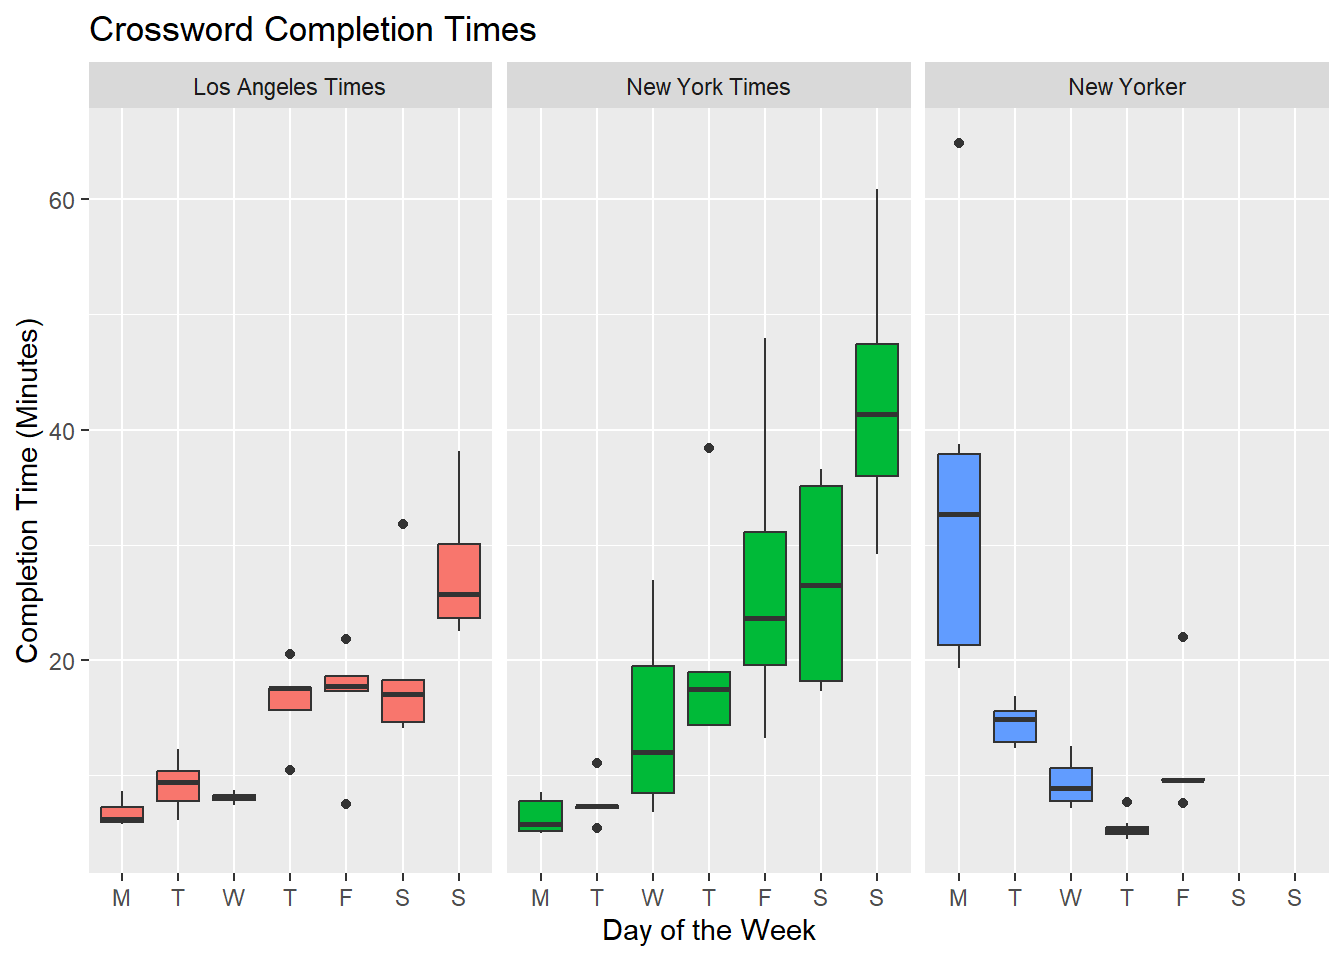 Crossword Completion Times
Los Angeles Times
New York Times
New Yorker
Completion Time (Minutes)
60
40
20
M T W T F S S
M T W T F S S
M T W T F S S
Day of the Week